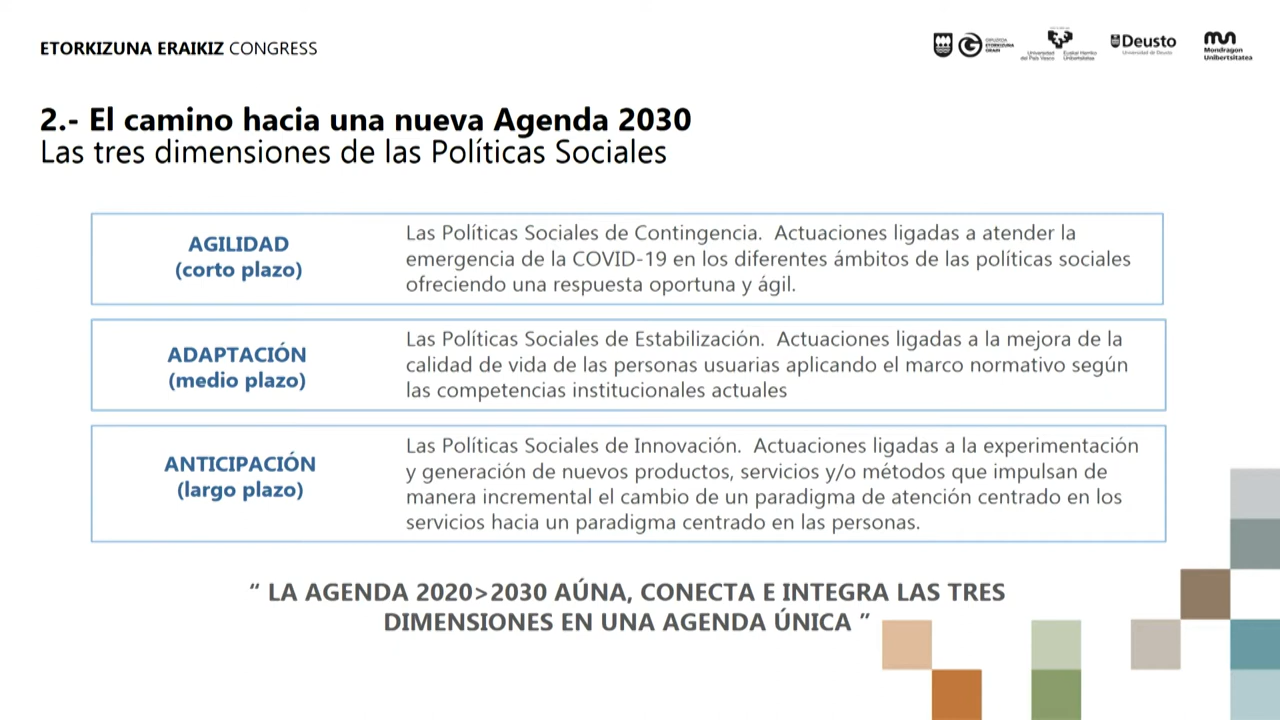 ETORKIZUNA ERAIKIZ CONGRESS
Deusto
Universidad de Deusto
Mondragon
Unibertsitatea
2.- El camino hacia una nueva Agenda 2030
Las tres dimensiones de las Políticas Sociales
AGILIDAD
(corto plazo)
Las Políticas Sociales de Contingencia. Actuaciones ligadas a atender la
emergencia de la COVID-19 en los diferentes ámbitos de las políticas sociales
ofreciendo una respuesta oportuna y ágil.
ADAPTACIÓN
(medio plazo)
Las Políticas Sociales de Estabilización. Actuaciones ligadas a la mejora de la
calidad de vida de las personas usuarias aplicando el marco normativo según
las competencias institucionales actuales
ANTICIPACIÓN
(largo plazo)
Las Políticas Sociales de Innovación. Actuaciones ligadas a la experimentación
y generación de nuevos productos, servicios y/o métodos que impulsan de
manera incremental el cambio de un paradigma de atención centrado en los
servicios hacia un paradigma centrado en las personas.
“ LA AGENDA 2020>2030 AÚNA, CONECTA E INTEGRA LAS TRES
DIMENSIONES EN UNA AGENDA ÚNICA ”